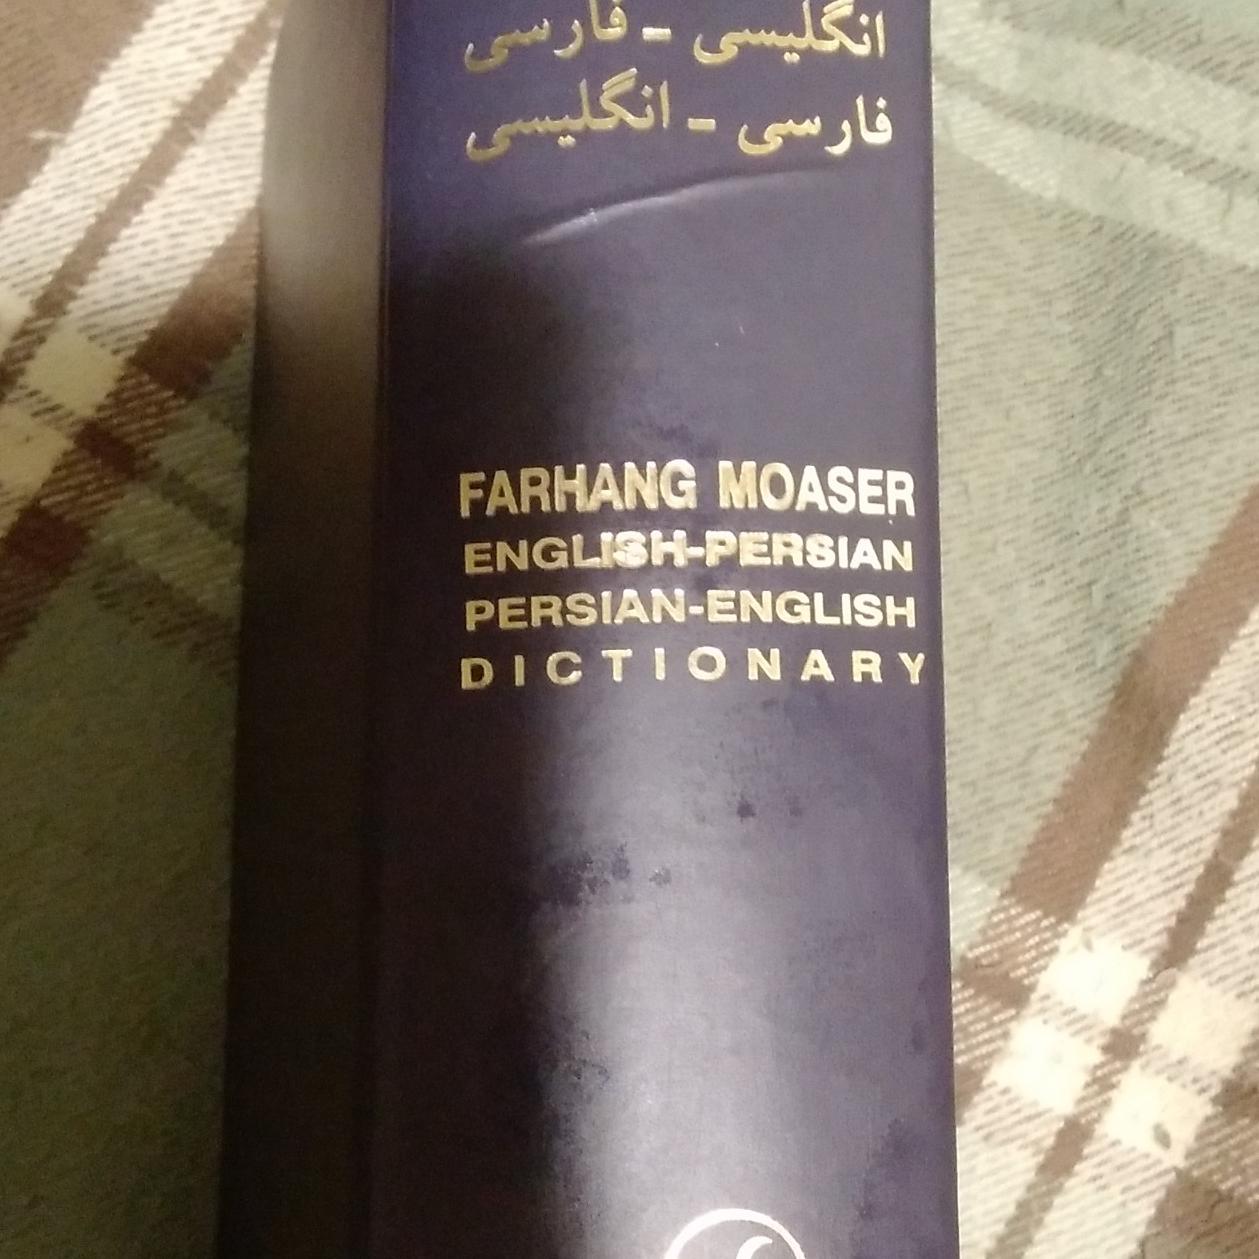 انگلیسی - فارسی
فارسی - انگلیسی
FARHANG MOASER
ENGLISH-PERSIAN
PERSIAN-ENGLISH
DICTIONARY